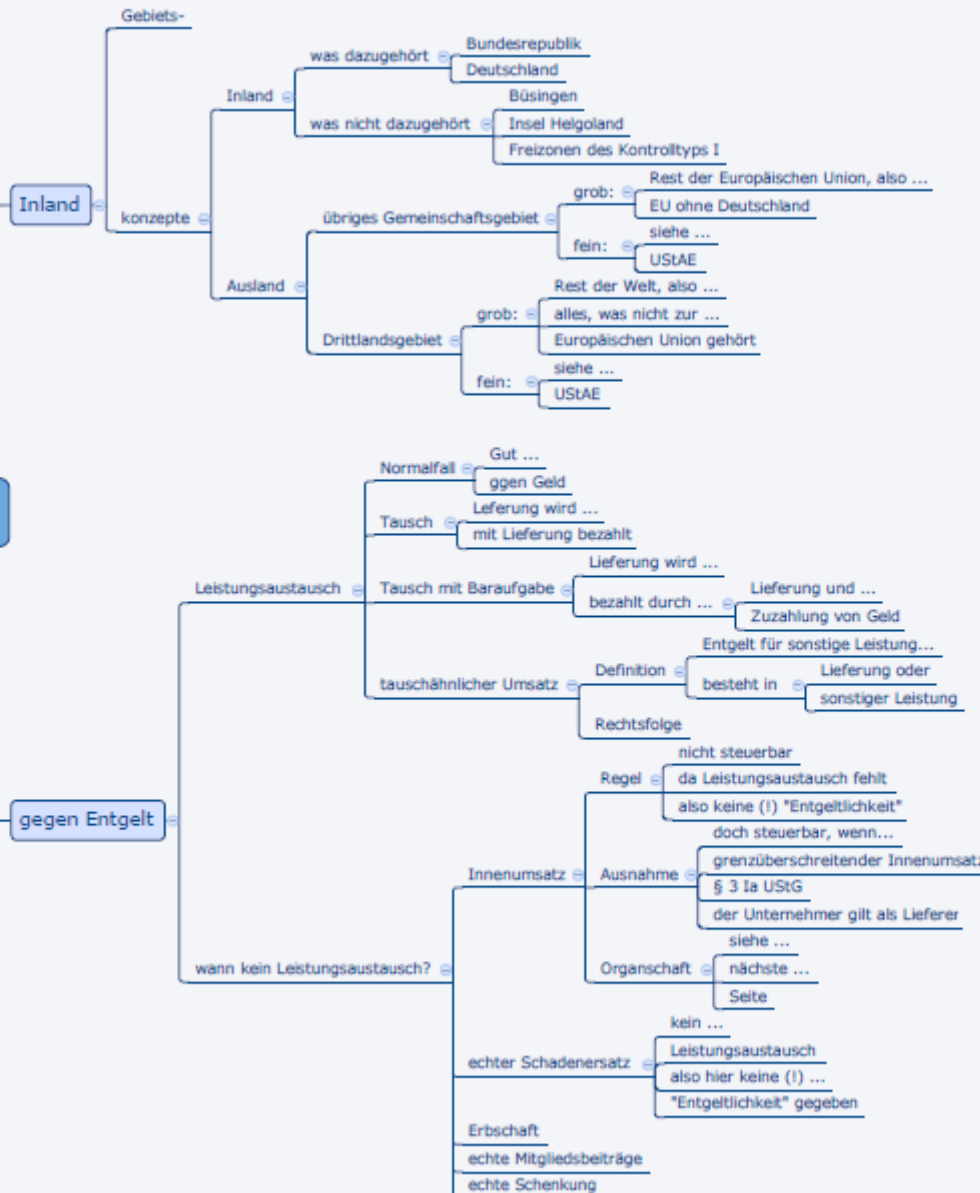 Gebiets-
Inland
konzepte
Inland
was dazugehört
Bundesrepublik
Deutschland
was nicht dazugehört
Büsingen
Insel Helgoland
Freizonen des Kontrolltyps I
Ausland
übriges Gemeinschaftsgebiet
grob:
Rest der Europäischen Union, also ...
EU ohne Deutschland
fein:
siehe ...
UStAE
Drittlandsgebiet
grob:
Rest der Welt, also ...
alles, was nicht zur ...
Europäischen Union gehört
fein:
siehe ...
UStAE
gegen Entgelt
Leistungsaustausch
Normalfall
Gut ...
ggen Geld
Tausch
Leferung wird ...
mit Lieferung bezahlt
Tausch mit Baraufgabe
Lieferung wird ...
bezahlt durch ...
Lieferung und ...
Zuzahlung von Geld
tauschähnlicher Umsatz
Definition
Entgelt für sonstige Leistung...
besteht in
Lieferung oder
sonstiger Leistung
Rechtsfolge
wann kein Leistungsaustausch?
Innenumsatz
Regel
nicht steuerbar
da Leistungsaustausch fehlt
also keine (!) "Entgeltlichkeit"
Ausnahme
doch steuerbar, wenn...
grenzüberschreitender Innenumsatz
§ 3 Ia UStG
der Unternehmer gilt als Lieferer
Organschaft
siehe ...
nächste ...
Seite
echter Schadenersatz
kein ...
Leistungsaustausch
also hier keine (!) ...
"Entgeltlichkeit" gegeben
Erbschaft
echte Mitgliedsbeiträge
echte Schenkung